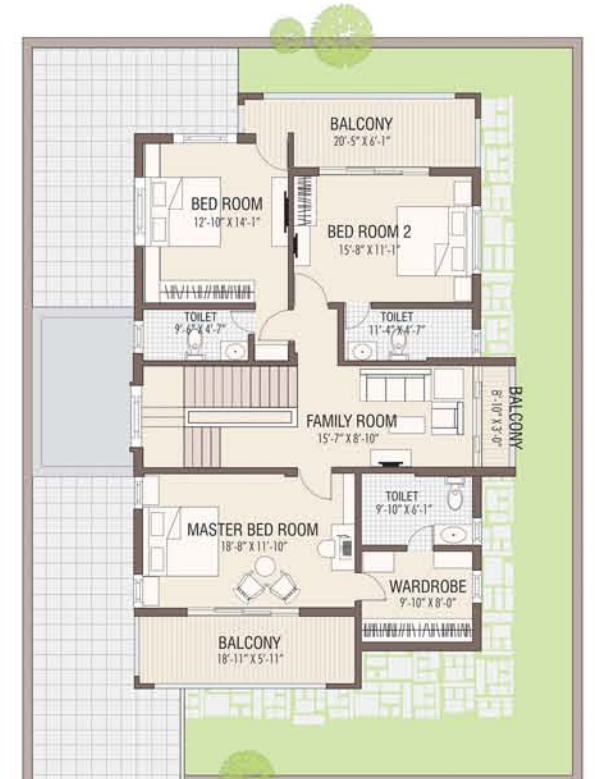 BALCONY
20'-5" X 6'-1"
BED ROOM
12'-10" X 14'-1"
BED ROOM 2
15'-8" X 11'-1"
TOILET
9'-6" X 4'-7"
TOILET
11'-4" X 4'-7"
FAMILY ROOM
15'-7" X 8'-10"
BALCONY
8'-10" X 3'-0"
TOILET
9'-10" X 6'-1"
MASTER BED ROOM
18'-8" X 11'-10"
WARDROBE
9'-10" X 8'-0"
BALCONY
18'-11" X 5'-11"